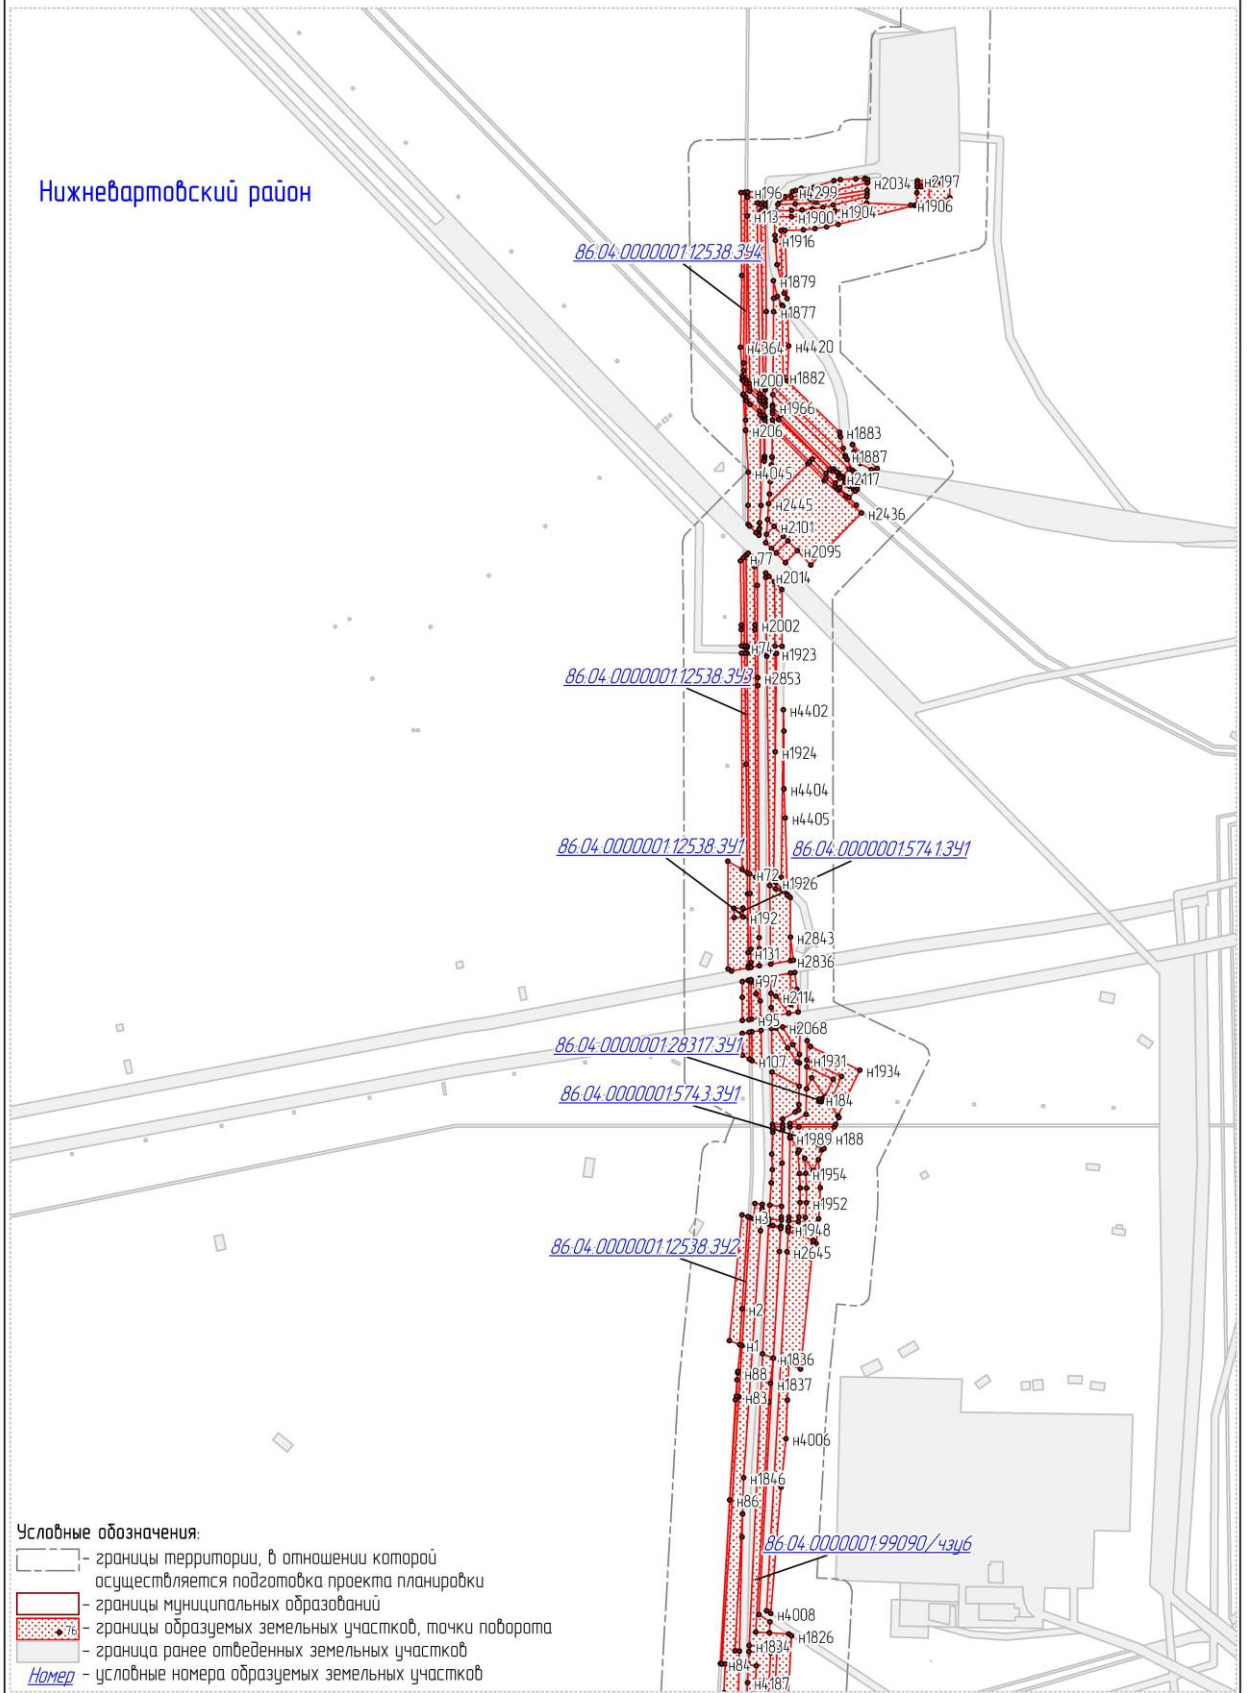 Нижневартовский район
н196
н4299
н2034
н2197
н113
н1900
н1904
н1906
н1916
86:04:0000001:12538:ЗУ4
н1879
н1877
н4364
н4420
н200
н1882
н1966
н206
н1883
н1887
н4045
н2117
н2445
н2436
н2101
н2095
н77
н2014
н2002
н74
н1923
86:04:0000001:12538:ЗУ3
н2853
н4402
н1924
н4404
н4405
86:04:0000001:12538:ЗУ1
86:04:0000001:5741:ЗУ1
н72
н1926
н192
н2843
н131
н2836
н97
н2114
н95
н2068
86:04:0000001:28317:ЗУ1
н107
н1931
н1934
86:04:0000001:5743:ЗУ1
н184
н1989
н188
н1954
н1952
н3
н1948
86:04:0000001:12538:ЗУ2
н2645
н2
н1
н1836
н88
н1837
н83
н4006
н1846
н86
86:04:0000001:99090/чзу6
н4008
н1826
н1834
н84
н4187
Условные обозначения:
- границы территории, в отношении которой
осуществляется подготовка проекта планировки
- границы муниципальных образований
76 - границы образуемых земельных участков, точки поворота
- граница ранее отведенных земельных участков
Номер - условные номера образуемых земельных участков